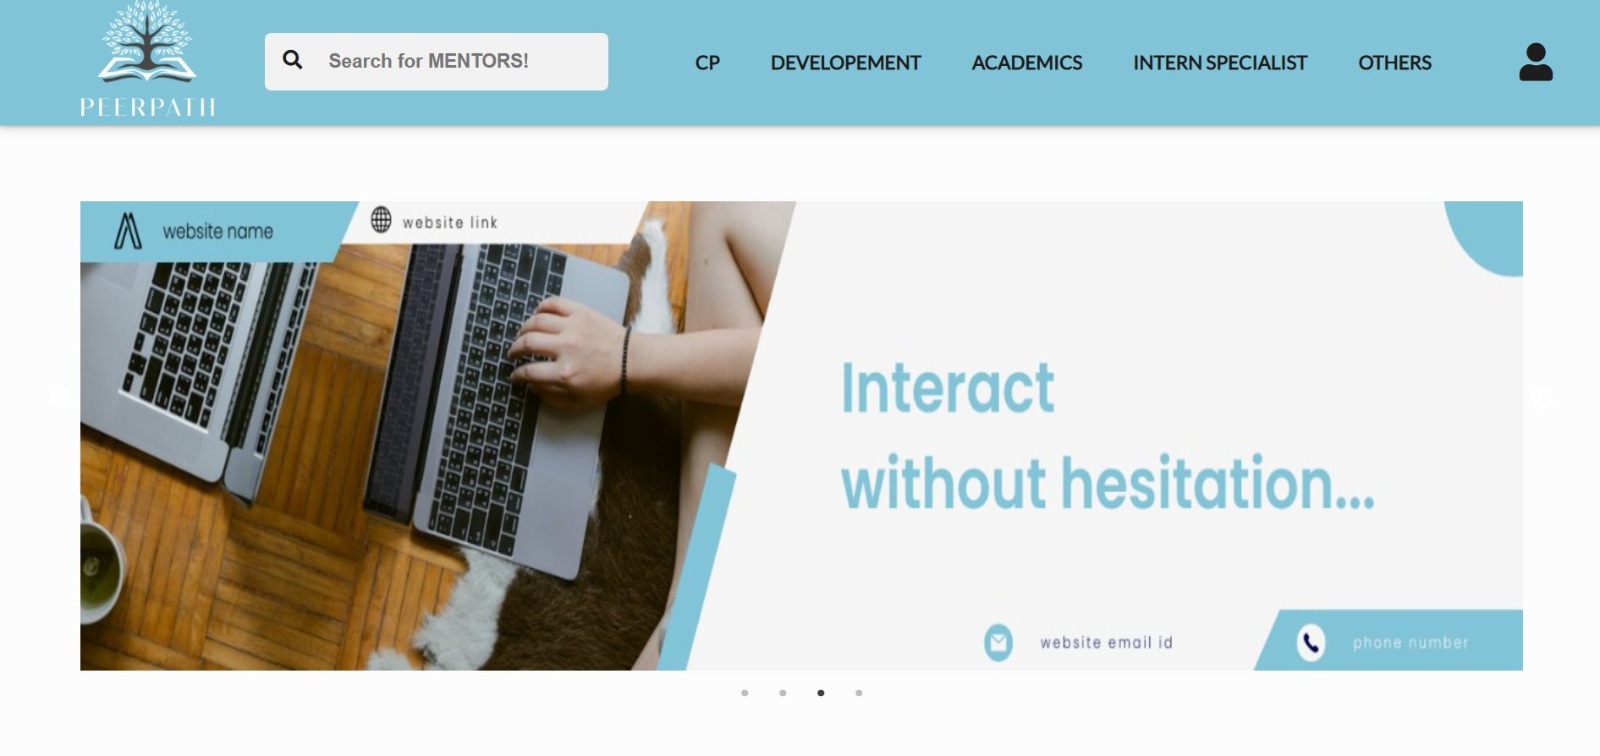 PEERPATH
Search for MENTORS!
CP DEVELOPEMENT ACADEMICS INTERN SPECIALIST OTHERS
website name
website link
Interact
without hesitation...
website email id
phone number